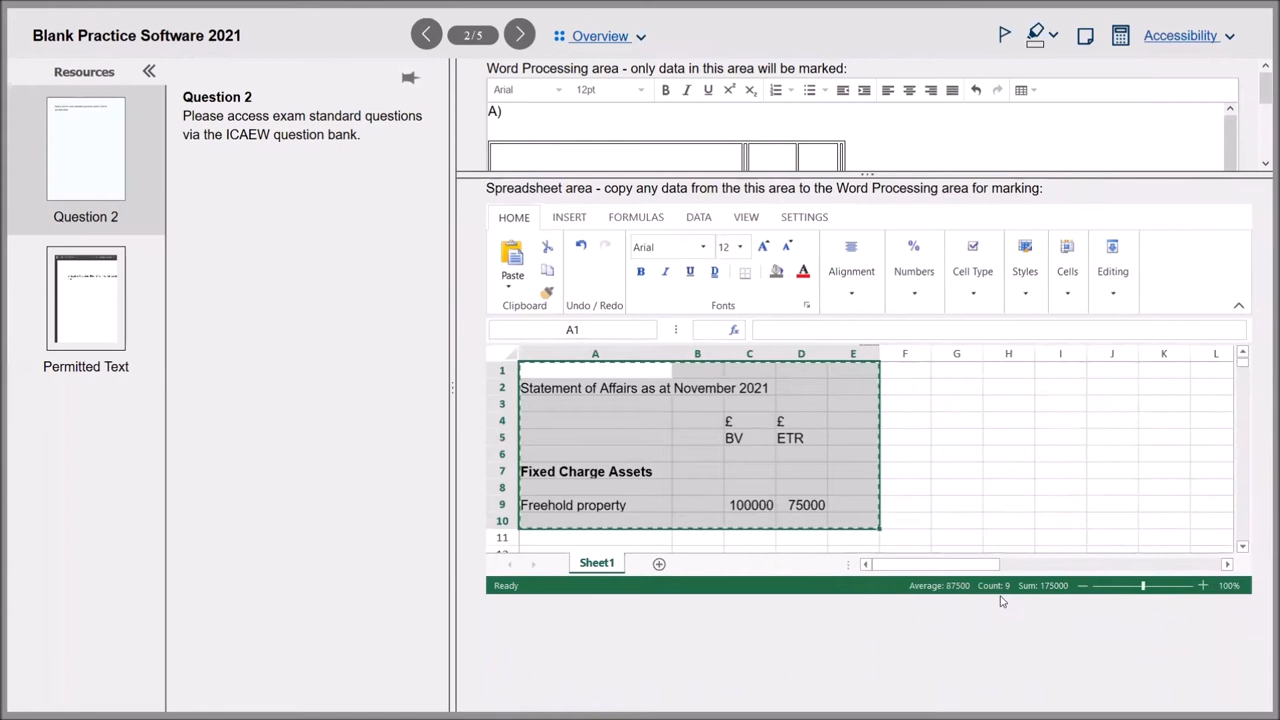 Blank Practice Software 2021
2/5
Overview
Accessibility
Resources
Question 2
Permitted Text
Question 2
Please access exam standard questions
via the ICAEW question bank.
Word Processing area - only data in this area will be marked:
Arial 12pt B I U X₂ X²
A)
Spreadsheet area - copy any data from the this area to the Word Processing area for marking:
HOME INSERT FORMULAS DATA VIEW SETTINGS
Paste
Clipboard
Undo / Redo
Arial 12
B I U D A
Fonts
Alignment
% Numbers
Cell Type
Styles
Cells
Editing
A1 fx
A B C D E F G H I J K L
1
2 Statement of Affairs as at November 2021
3
4 £ £
5 BV ETR
6
7 Fixed Charge Assets
8
9 Freehold property 100000 75000
10
11
Sheet1
Ready Average: 87500 Count: 9 Sum: 175000 100%